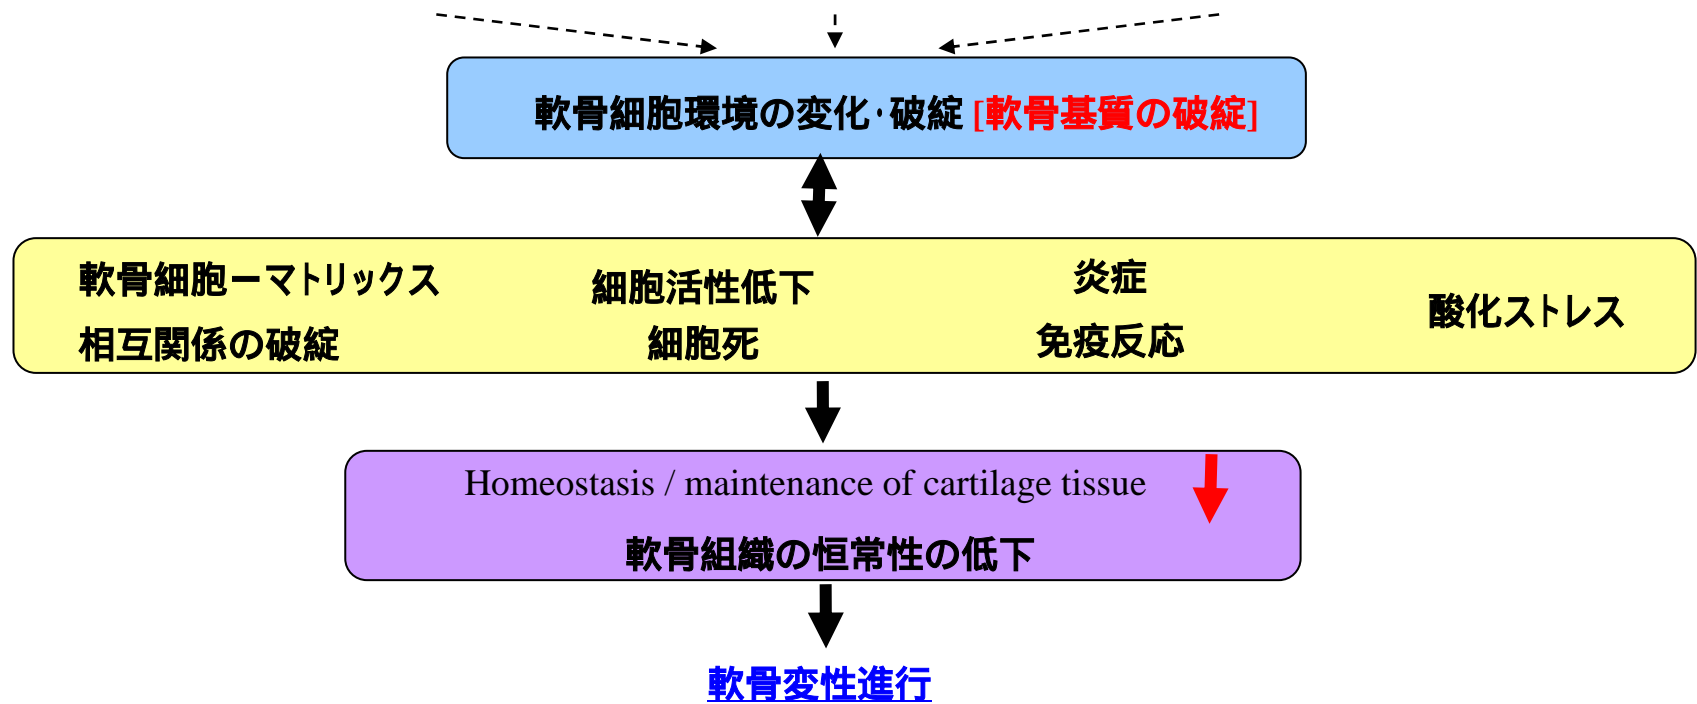 軟骨細胞環境の変化・破綻 [軟骨基質の破綻]
軟骨細胞ーマトリックス
相互関係の破綻
細胞活性低下
細胞死
炎症
免疫反応
酸化ストレス
Homeostasis / maintenance of cartilage tissue
軟骨組織の恒常性の低下
軟骨変性進行